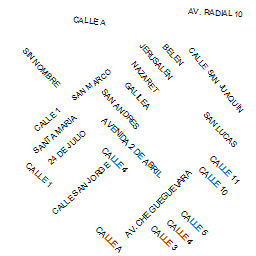 AV. RADIAL 10
CALLE A
SIN NOMBRE
JERUSALEN
BELEN
NAZARET
CALLE SAN JUAQUIN
SAN MARCO
GALILEA
SAN ANDRES
CALLE 1
SANTA MARIA
24 DE JULIO
AVENIDA 2 DE ABRIL
SAN LUCAS
CALLE 1
CALLE 4
CALLE SAN JORGE
CALLE 11
CALLE 10
AV. CHE GUEGUEVARA
CALLE A
CALLE 5
CALLE 4
CALLE 3